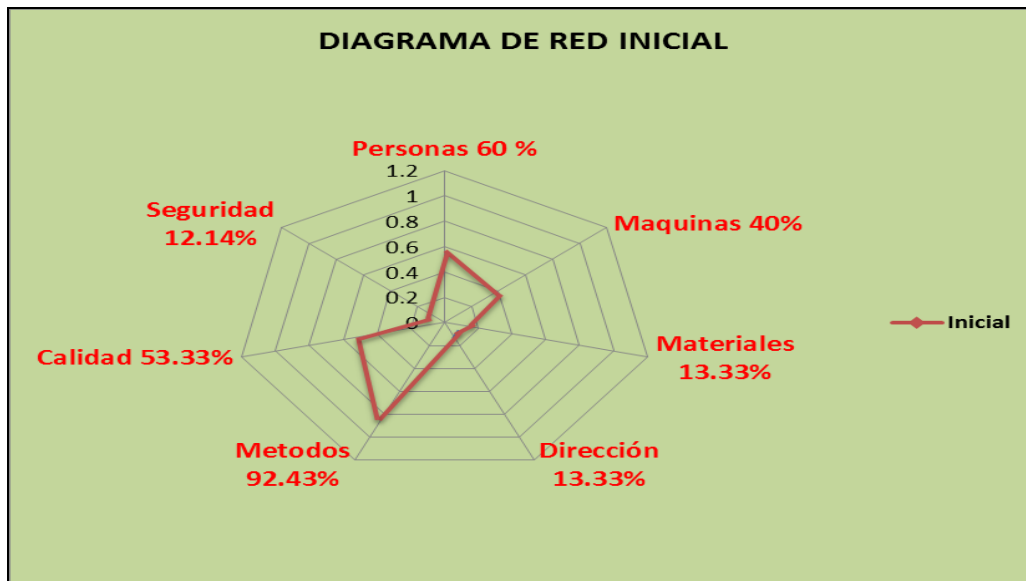 DIAGRAMA DE RED INICIAL
Personas 60 %
1.2
1
0.8
0.6
0.4
0.2
0
Maquinas 40%
Materiales
13.33%
Dirección
13.33%
Metodos
92.43%
Calidad 53.33%
Seguridad
12.14%
Inicial